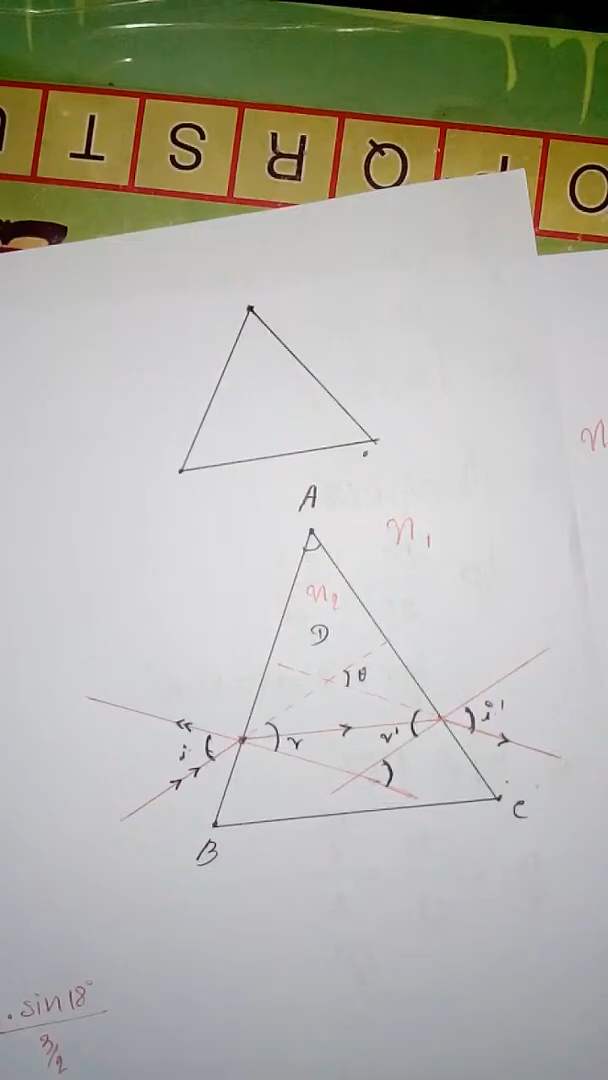 O P Q R S T U
A
n₁
n
n₂
D
θ
i
r
r'
i'
B
C
. sin 18°
3/2